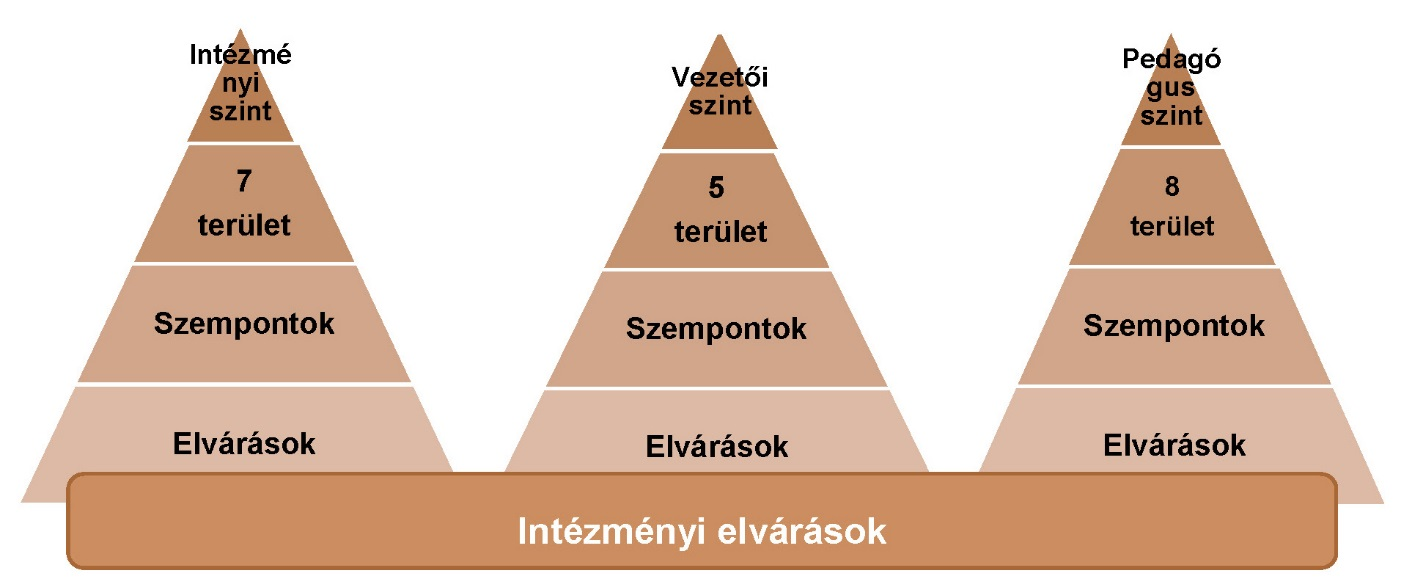 Intézmé
nyi
szint
7
terület
Szempontok
Elvárások
Vezetői
szint
5
terület
Szempontok
Elvárások
Pedagó
gus
szint
8
terület
Szempontok
Elvárások
Intézményi elvárások